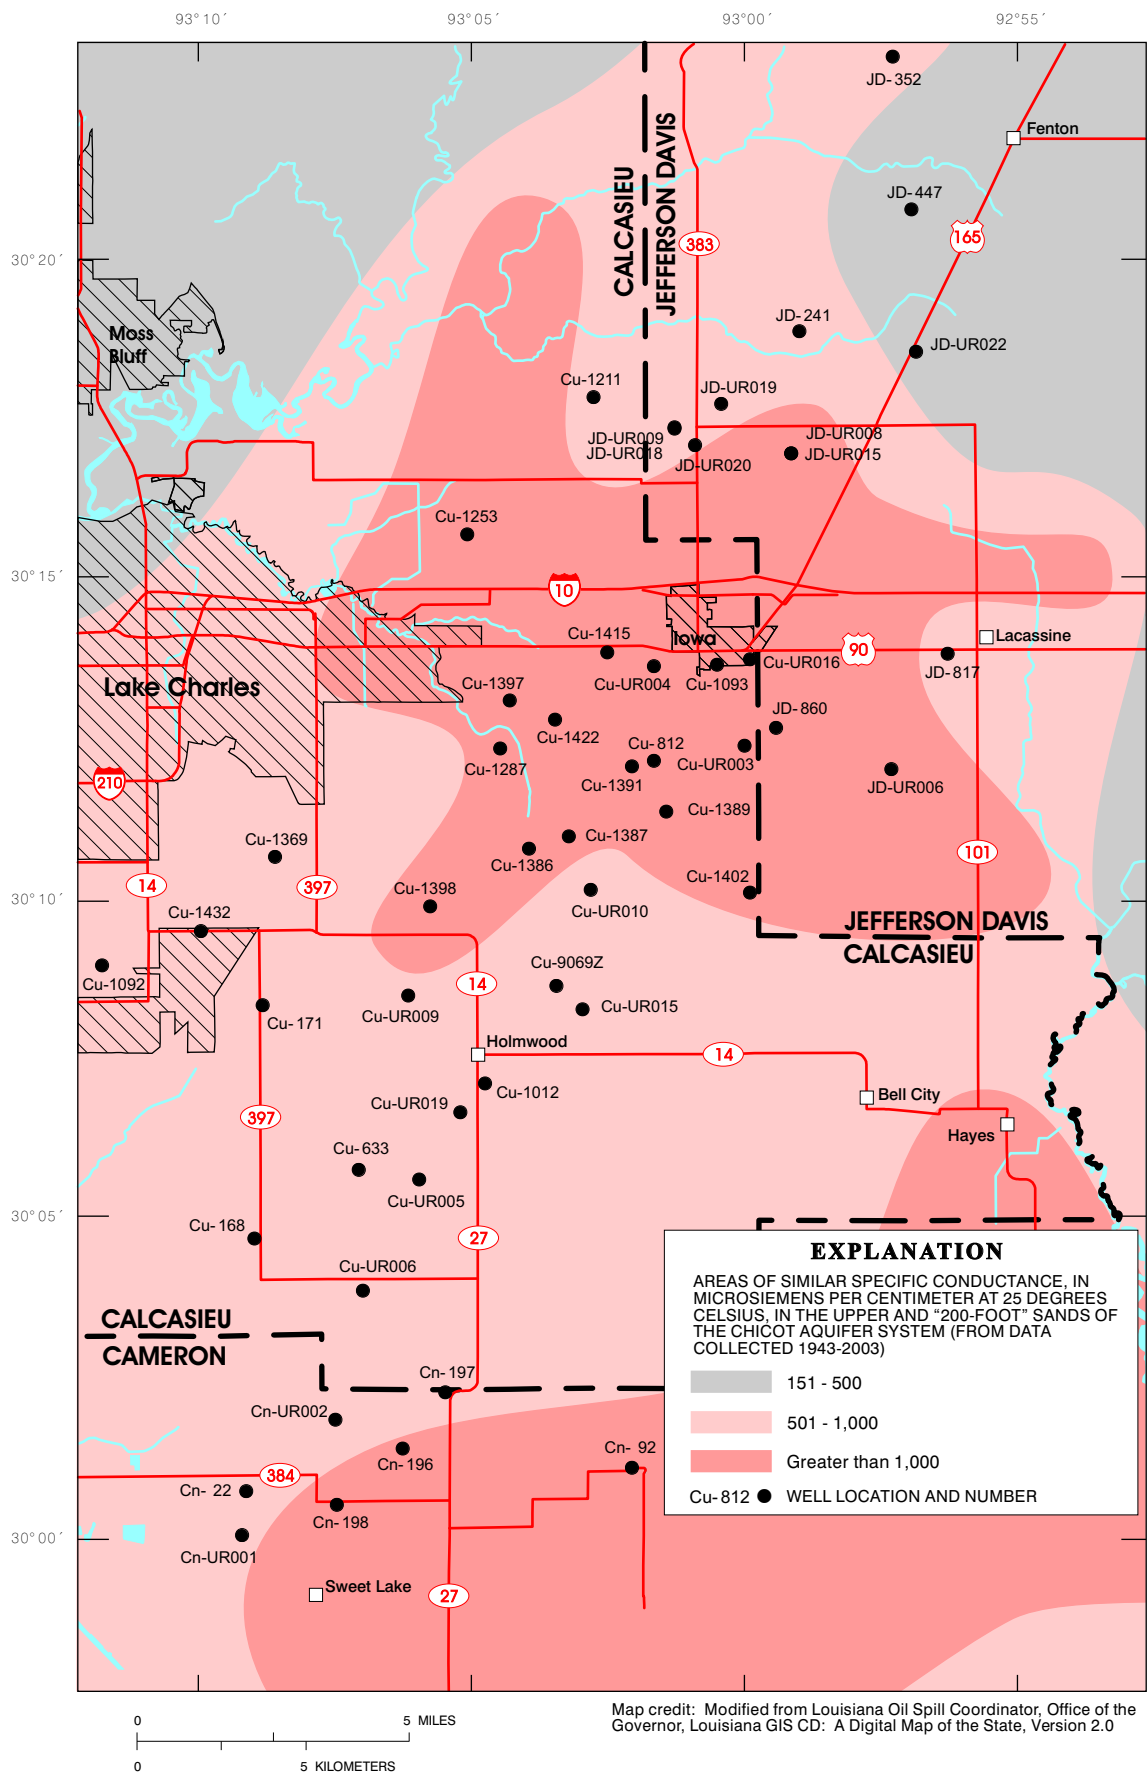 93°10´
93°05´
93°00´
92°55´
JD-352
Fenton
JD-447
165
CALCASIEU
JEFFERSON DAVIS
383
30°20´
JD-241
Moss
Bluff
JD-UR022
Cu-1211
JD-UR019
JD-UR009
JD-UR018
JD-UR008
JD-UR015
JD-UR020
Cu-1253
30°15´
10
Cu-1415
Iowa
Lacassine
90
Cu-UR016
JD-817
Cu-UR004
Cu-1093
Lake Charles
Cu-1397
JD-860
Cu-1422
Cu-812
Cu-1287
Cu-UR003
210
Cu-1391
JD-UR006
Cu-1389
Cu-1369
Cu-1387
Cu-1386
101
14
397
Cu-1398
Cu-1402
30°10´
Cu-1432
Cu-UR010
JEFFERSON DAVIS
CALCASIEU
Cu-1092
Cu-9069Z
14
Cu-171
Cu-UR009
Cu-UR015
Holmwood
14
Cu-1012
Bell City
Cu-UR019
397
Hayes
Cu-633
Cu-UR005
30°05´
Cu-168
27
Cu-UR006
CALCASIEU
CAMERON
Cn-197
Cn-UR002
Cn-196
Cn-92
384
Cn-22
Cn-198
30°00´
Cn-UR001
Sweet Lake
27
EXPLANATION
AREAS OF SIMILAR SPECIFIC CONDUCTANCE, IN
MICROSIEMENS PER CENTIMETER AT 25 DEGREES
CELSIUS, IN THE UPPER AND “200-FOOT” SANDS OF
THE CHICOT AQUIFER SYSTEM (FROM DATA
COLLECTED 1943-2003)
151 - 500
501 - 1,000
Greater than 1,000
Cu-812 WELL LOCATION AND NUMBER
Map credit: Modified from Louisiana Oil Spill Coordinator, Office of the
Governor, Louisiana GIS CD: A Digital Map of the State, Version 2.0
0 5 MILES
0 5 KILOMETERS